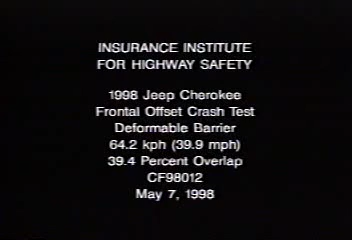 INSURANCE INSTITUTE
FOR HIGHWAY SAFETY
1998 Jeep Cherokee
Frontal Offset Crash Test
Deformable Barrier
64.2 kph (39.9 mph)
39.4 Percent Overlap
CF98012
May 7, 1998